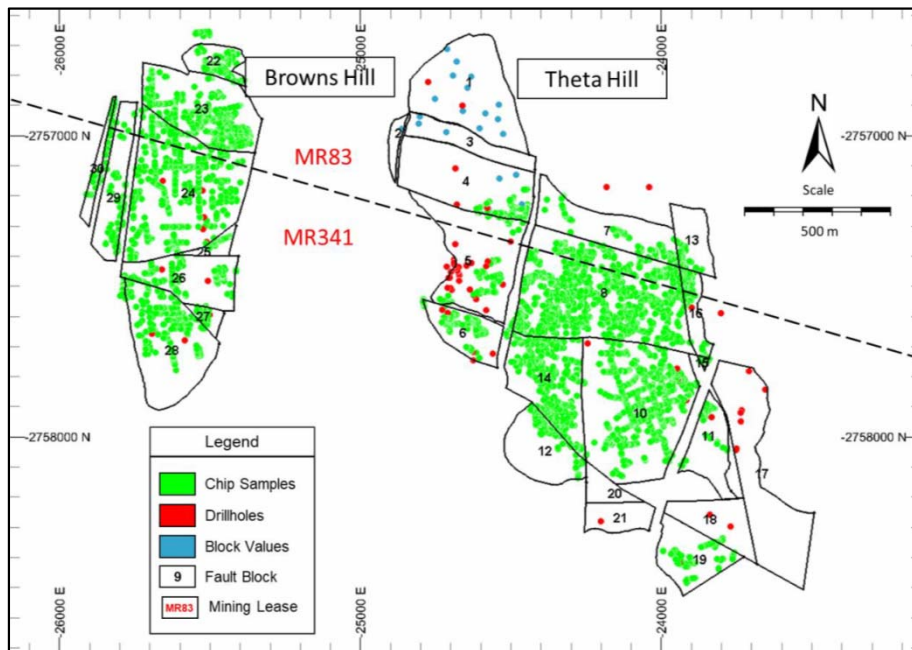 -26000 E
-25000 E
-24000 E
Browns Hill
Theta Hill
-2757000 N
-2757000 N
MR83
MR341
N
Scale
500 m
22
23
24
25
26
27
28
29
30
1
2
3
4
5
6
7
8
13
16
15
14
10
11
12
17
20
21
18
19
-2758000 N
-2758000 N
Legend
Chip Samples
Drillholes
Block Values
9 Fault Block
MR83 Mining Lease
-26000 E
-25000 E
-24000 E